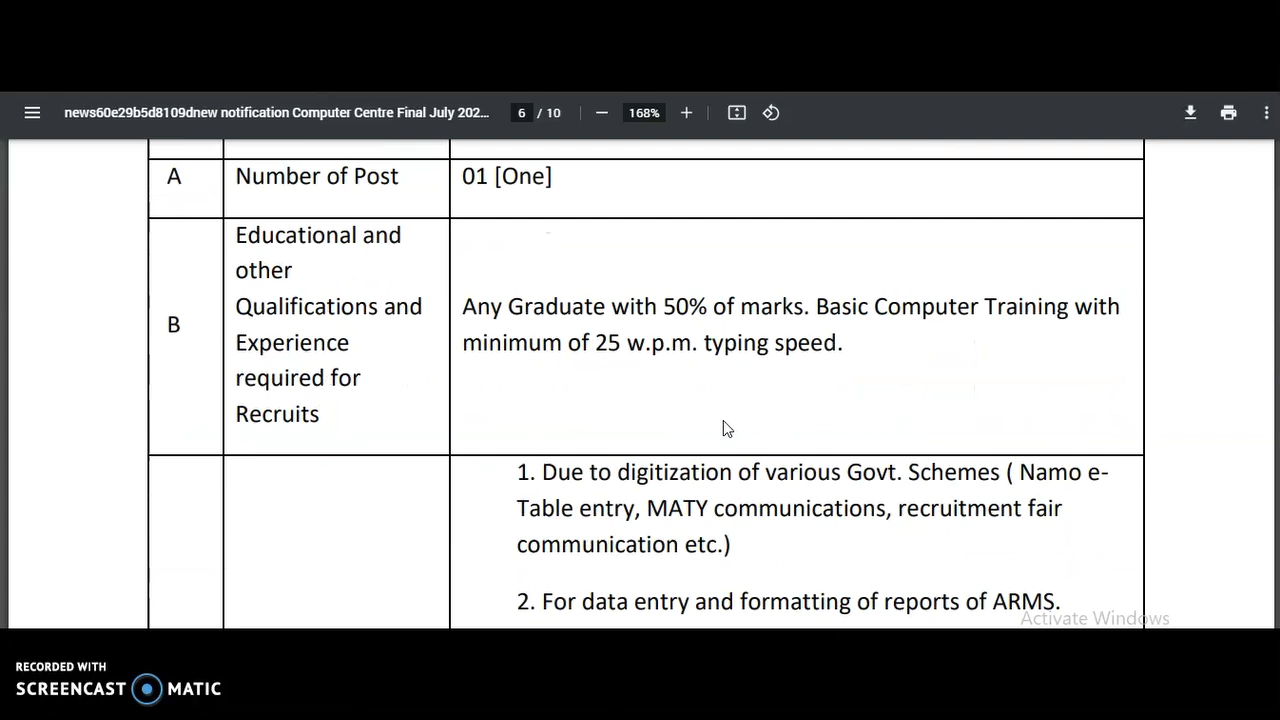 news60e29b5d8109dnew notification Computer Centre Final July 202... 6 / 10 168%
A Number of Post 01 [One]
Educational and
other
Qualifications and
Experience
required for
Recruits
B
Any Graduate with 50% of marks. Basic Computer Training with
minimum of 25 w.p.m. typing speed.
1. Due to digitization of various Govt. Schemes ( Namo e-
Table entry, MATY communications, recruitment fair
communication etc.)
2. For data entry and formatting of reports of ARMS.
Activate Windows
RECORDED WITH
SCREENCAST MATIC